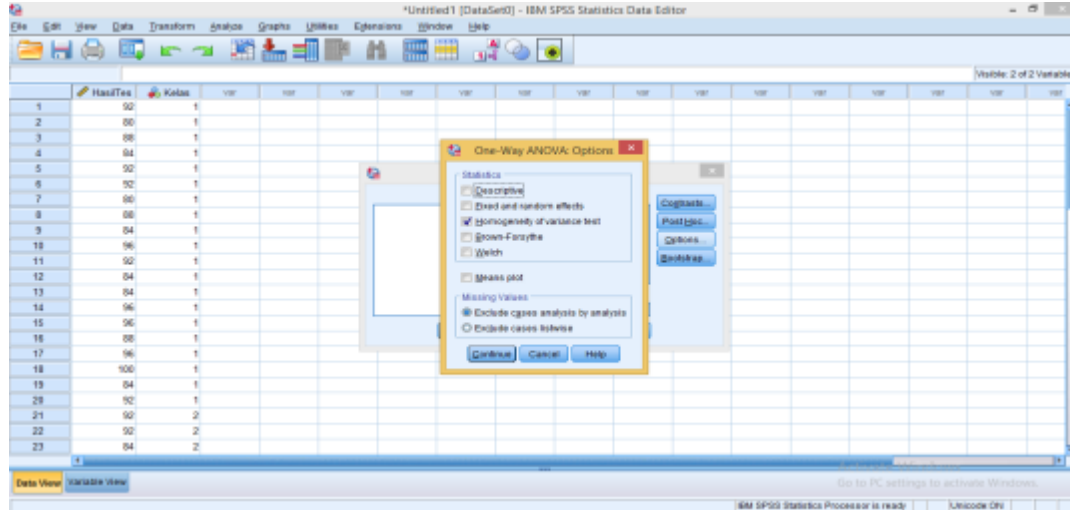 *Untitled1 [DataSet0] - IBM SPSS Statistics Data Editor
File Edit View Data Transform Analyze Graphs Utilities Extensions Window Help
Visible: 2 of 2 Variable
HasilTes Kelas var var var var var var var var var var var var var
1 92 1
2 80 1
3 88 1
4 84 1
5 92 1
6 92 1
7 80 1
8 88 1
9 84 1
10 96 1
11 92 1
12 84 1
13 84 1
14 96 1
15 96 1
16 88 1
17 96 1
18 100 1
19 84 1
20 92 1
21 92 2
22 92 2
23 84 2
One-Way ANOVA: Options
Statistics
Descriptive
Fixed and random effects
Homogeneity of variance test
Brown-Forsythe
Welch
Means plot
Missing Values
Exclude cases analysis by analysis
Exclude cases listwise
Continue Cancel Help
Contrasts...
Post Hoc...
Options...
Bootstrap...
Data View Variable View
Go to PC settings to activate Windows.
IBM SPSS Statistics Processor is ready Unicode:ON